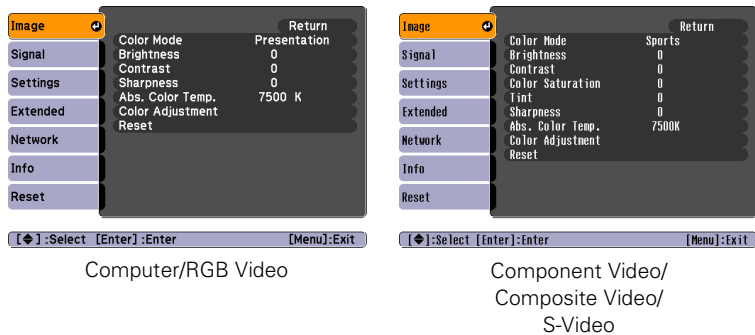 Image
Signal
Settings
Extended
Network
Info
Reset
Return
Color Mode Presentation
Brightness 0
Contrast 0
Sharpness 0
Abs. Color Temp. 7500 K
Color Adjustment
Reset
[ ] :Select [Enter] :Enter [Menu]:Exit
Computer/RGB Video
Image
Signal
Settings
Extended
Network
Info
Reset
Return
Color Mode Sports
Brightness 0
Contrast 0
Color Saturation 0
Tint 0
Sharpness 0
Abs. Color Temp. 7500K
Color Adjustment
Reset
[ ]:Select [Enter]:Enter [Menu]:Exit
Component Video/
Composite Video/
S-Video